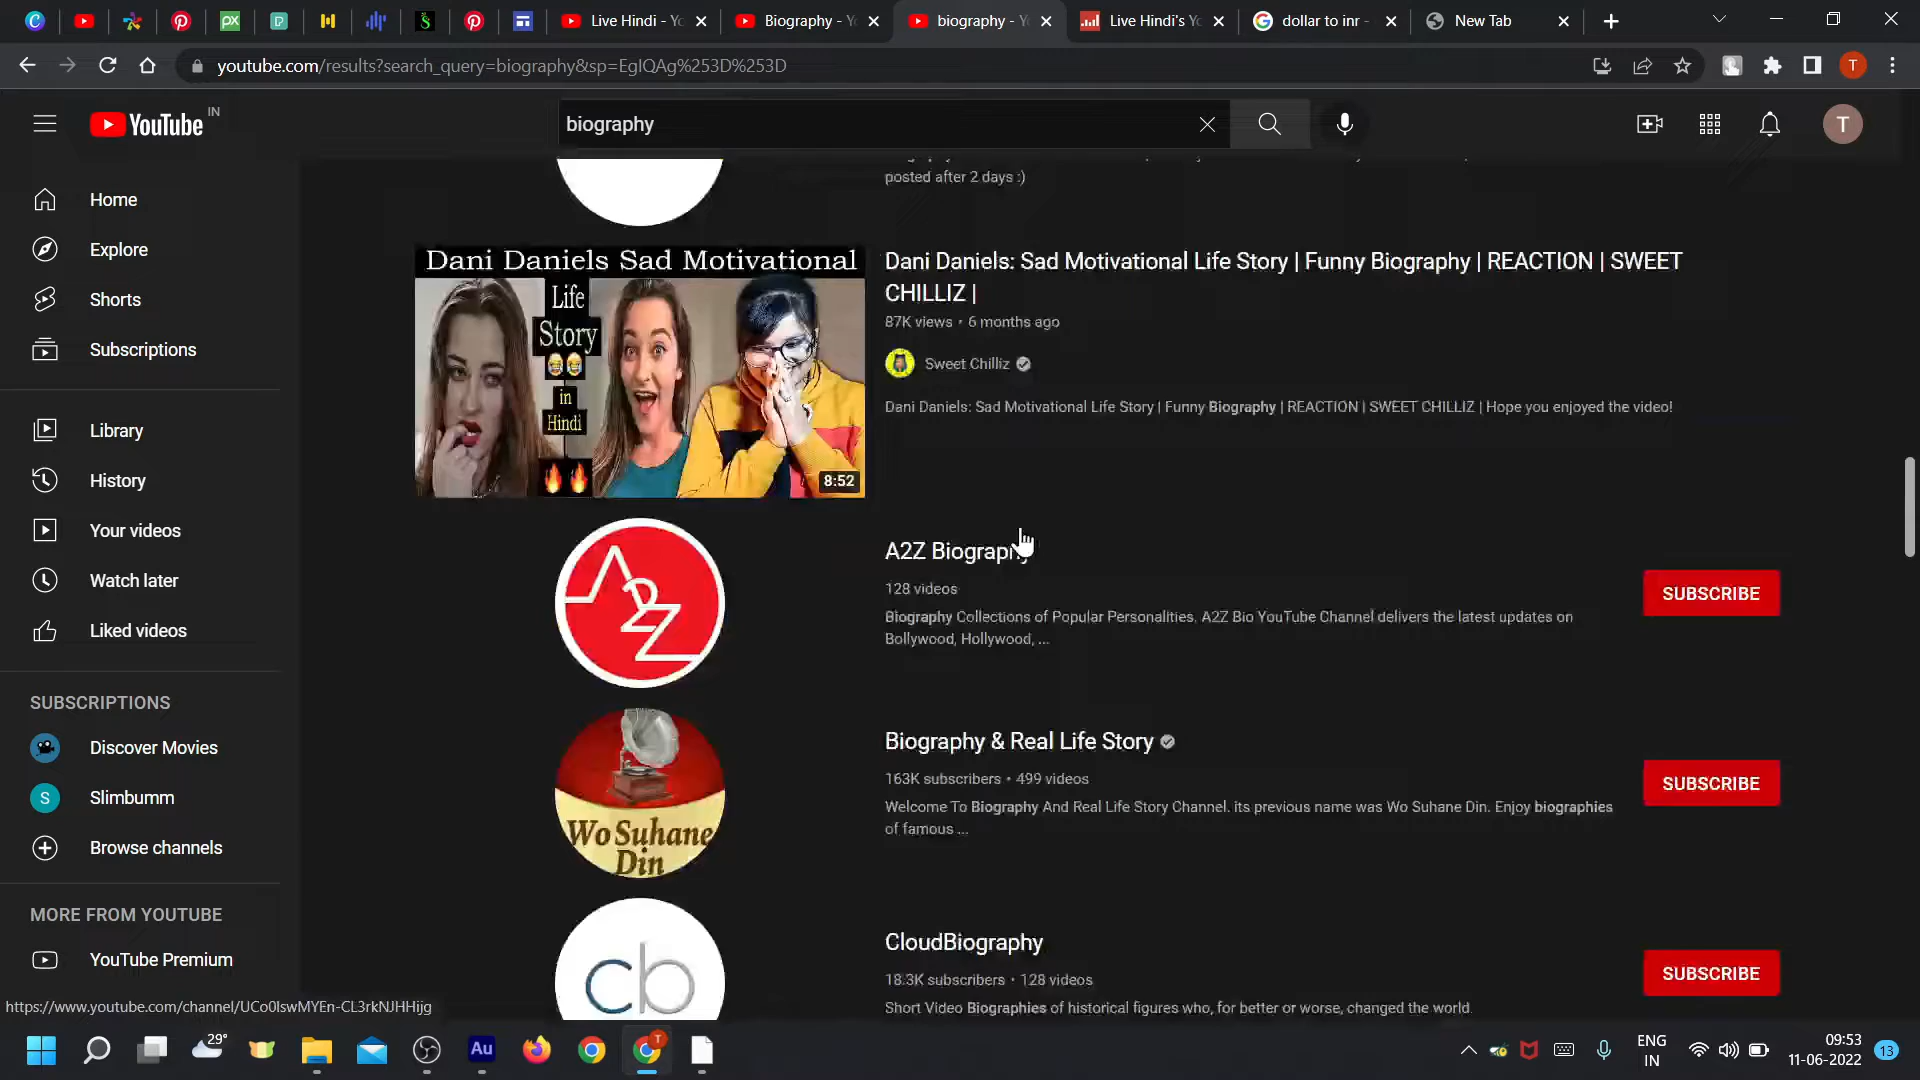 Live Hindi - Yo
Biography - Yo
biography - Y
Live Hindi's Yo
dollar to inr -
New Tab
youtube.com/results?search_query=biography&sp=EgIQAg%253D%253D
T
YouTube IN
biography
T
Home
Explore
Shorts
Subscriptions
Library
History
Your videos
Watch later
Liked videos
SUBSCRIPTIONS
Discover Movies
S Slimbumm
Browse channels
MORE FROM YOUTUBE
YouTube Premium
posted after 2 days :)
Dani Daniels Sad Motivational
Life
Story
in
Hindi
8:52
Dani Daniels: Sad Motivational Life Story | Funny Biography | REACTION | SWEET
CHILLIZ |
87K views • 6 months ago
Sweet Chilliz
Dani Daniels: Sad Motivational Life Story | Funny Biography | REACTION | SWEET CHILLIZ | Hope you enjoyed the video!
A2Z
A2Z Biography
128 videos
Biography Collections of Popular Personalities. A2Z Bio YouTube Channel delivers the latest updates on
Bollywood, Hollywood, ...
SUBSCRIBE
Wo Suhane
Din
Biography & Real Life Story
163K subscribers • 499 videos
Welcome To Biography And Real Life Story Channel. its previous name was Wo Suhane Din. Enjoy biographies
of famous ...
SUBSCRIBE
cb
CloudBiography
18.3K subscribers • 128 videos
Short Video Biographies of historical figures who, for better or worse, changed the world.
SUBSCRIBE
https://www.youtube.com/channel/UCo0lswMYEn-CL3rkNJHHijg
29°
Au
T
ENG
IN
09:53
11-06-2022
13